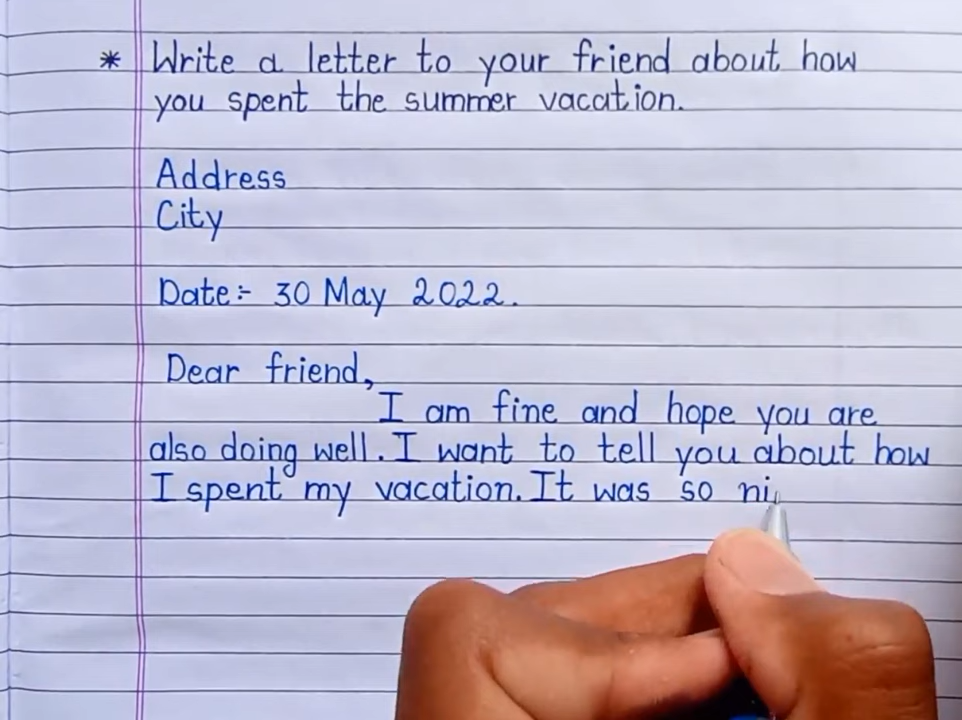 * Write a letter to your friend about how
you spent the summer vacation.
Address
City
Date:- 30 May 2022.
Dear friend,
I am fine and hope you are
also doing well. I want to tell you about how
I spent my vacation. It was so ni